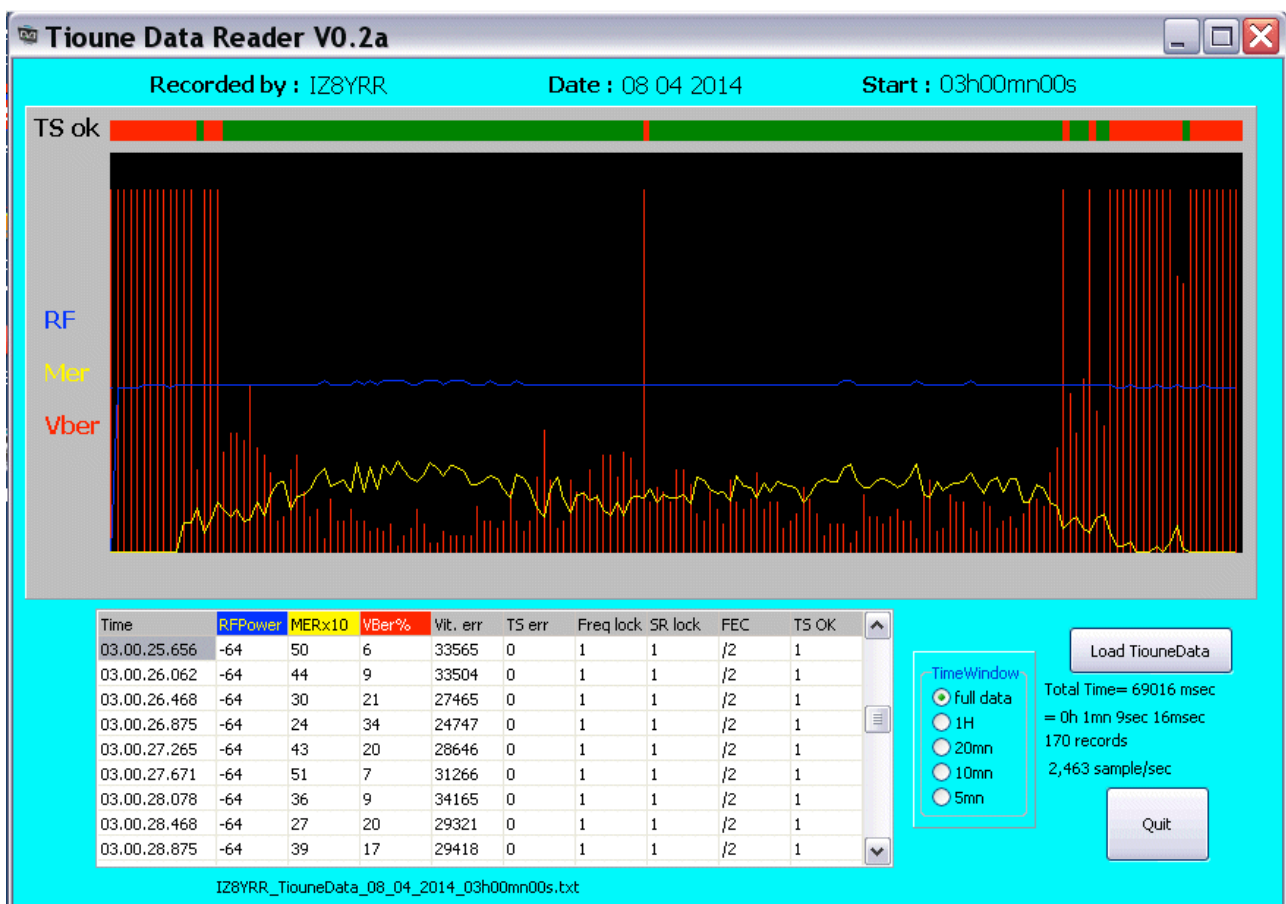 Tioune Data Reader V0.2a
Recorded by : IZ8YRR Date : 08 04 2014 Start : 03h00mn00s
TS ok
RF
Mer
Vber
Time RFPower MERx10 VBer% Vit. err TS err Freq lock SR lock FEC TS OK
03.00.25.656 -64 50 6 33565 0 1 1 /2 1
03.00.26.062 -64 44 9 33504 0 1 1 /2 1
03.00.26.468 -64 30 21 27465 0 1 1 /2 1
03.00.26.875 -64 24 34 24747 0 1 1 /2 1
03.00.27.265 -64 43 20 28646 0 1 1 /2 1
03.00.27.671 -64 51 7 31266 0 1 1 /2 1
03.00.28.078 -64 36 9 34165 0 1 1 /2 1
03.00.28.468 -64 27 20 29321 0 1 1 /2 1
03.00.28.875 -64 39 17 29418 0 1 1 /2 1
TimeWindow
full data
1H
20mn
10mn
5mn
Load TiouneData
Total Time= 69016 msec
= 0h 1mn 9sec 16msec
170 records
2,463 sample/sec
Quit
IZ8YRR_TiouneData_08_04_2014_03h00mn00s.txt